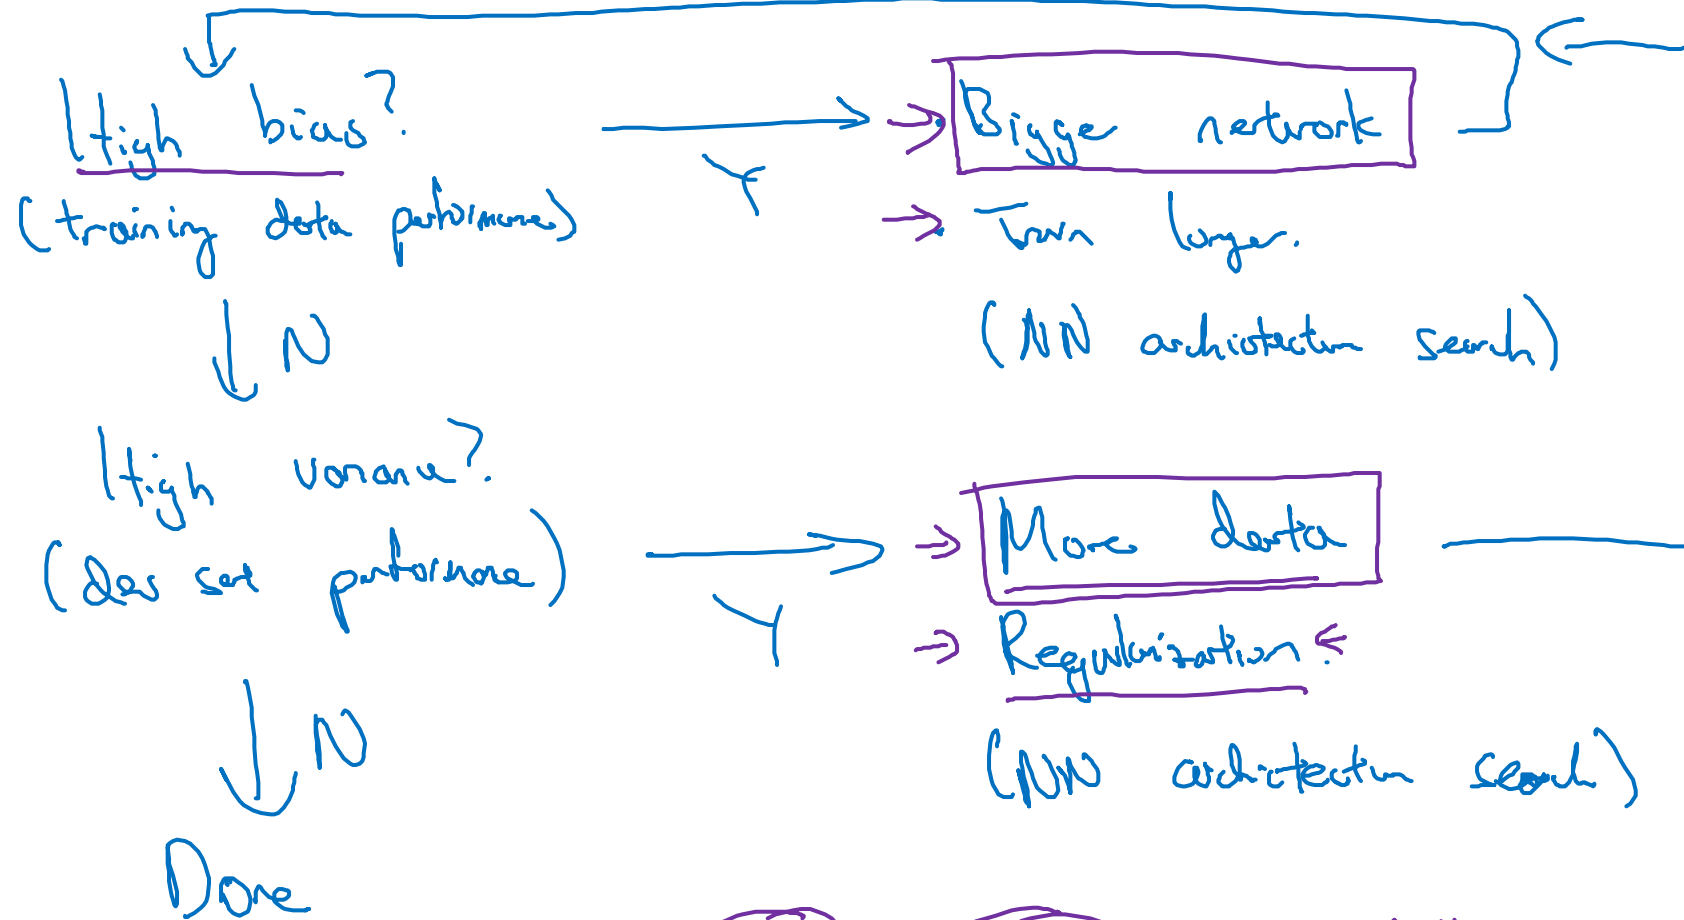 High bias?
(training data performance)
Y
Bigger network
Train longer.
(NN architecture search)
N
High variance?
(dev set performance)
Y
More data
Regularization.
(NN architecture search)
N
Done